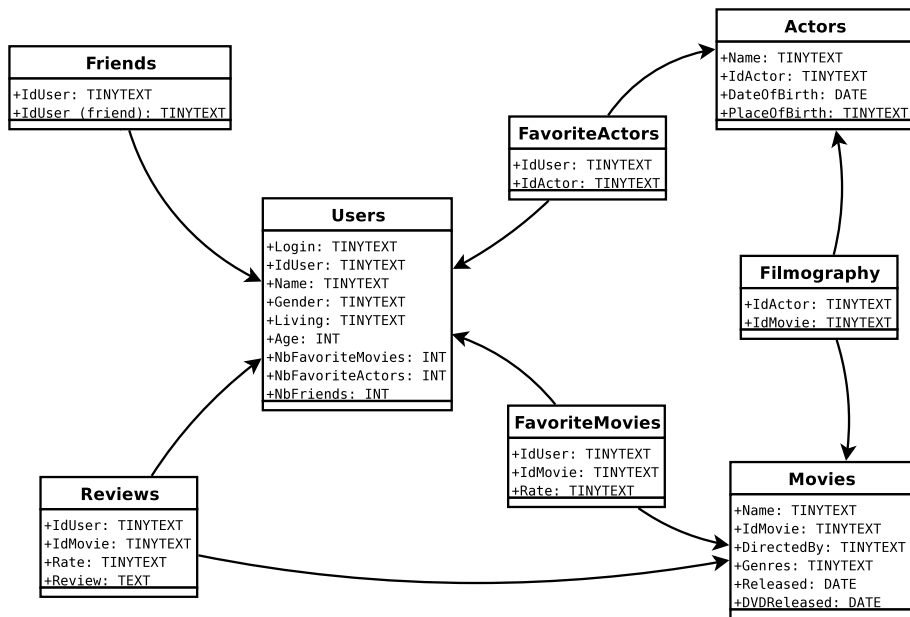 Friends
+IdUser: TINYTEXT
+IdUser (friend): TINYTEXT
Actors
+Name: TINYTEXT
+IdActor: TINYTEXT
+DateOfBirth: DATE
+PlaceOfBirth: TINYTEXT
FavoriteActors
+IdUser: TINYTEXT
+IdActor: TINYTEXT
Users
+Login: TINYTEXT
+IdUser: TINYTEXT
+Name: TINYTEXT
+Gender: TINYTEXT
+Living: TINYTEXT
+Age: INT
+NbFavoriteMovies: INT
+NbFavoriteActors: INT
+NbFriends: INT
Filmography
+IdActor: TINYTEXT
+IdMovie: TINYTEXT
FavoriteMovies
+IdUser: TINYTEXT
+IdMovie: TINYTEXT
+Rate: TINYTEXT
Reviews
+IdUser: TINYTEXT
+IdMovie: TINYTEXT
+Rate: TINYTEXT
+Review: TEXT
Movies
+Name: TINYTEXT
+IdMovie: TINYTEXT
+DirectedBy: TINYTEXT
+Genres: TINYTEXT
+Released: DATE
+DVDReleased: DATE